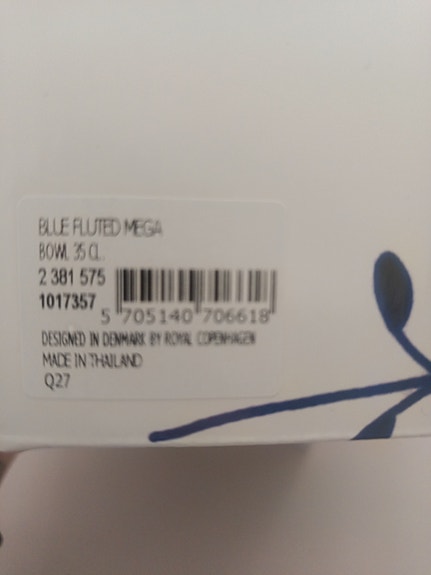 BLUE FLUTED MEGA
BOWL 35 CL.
2 381 575
1017357
5 705140 706618
DESIGNED IN DENMARK BY ROYAL COPENHAGEN
MADE IN THAILAND
Q27